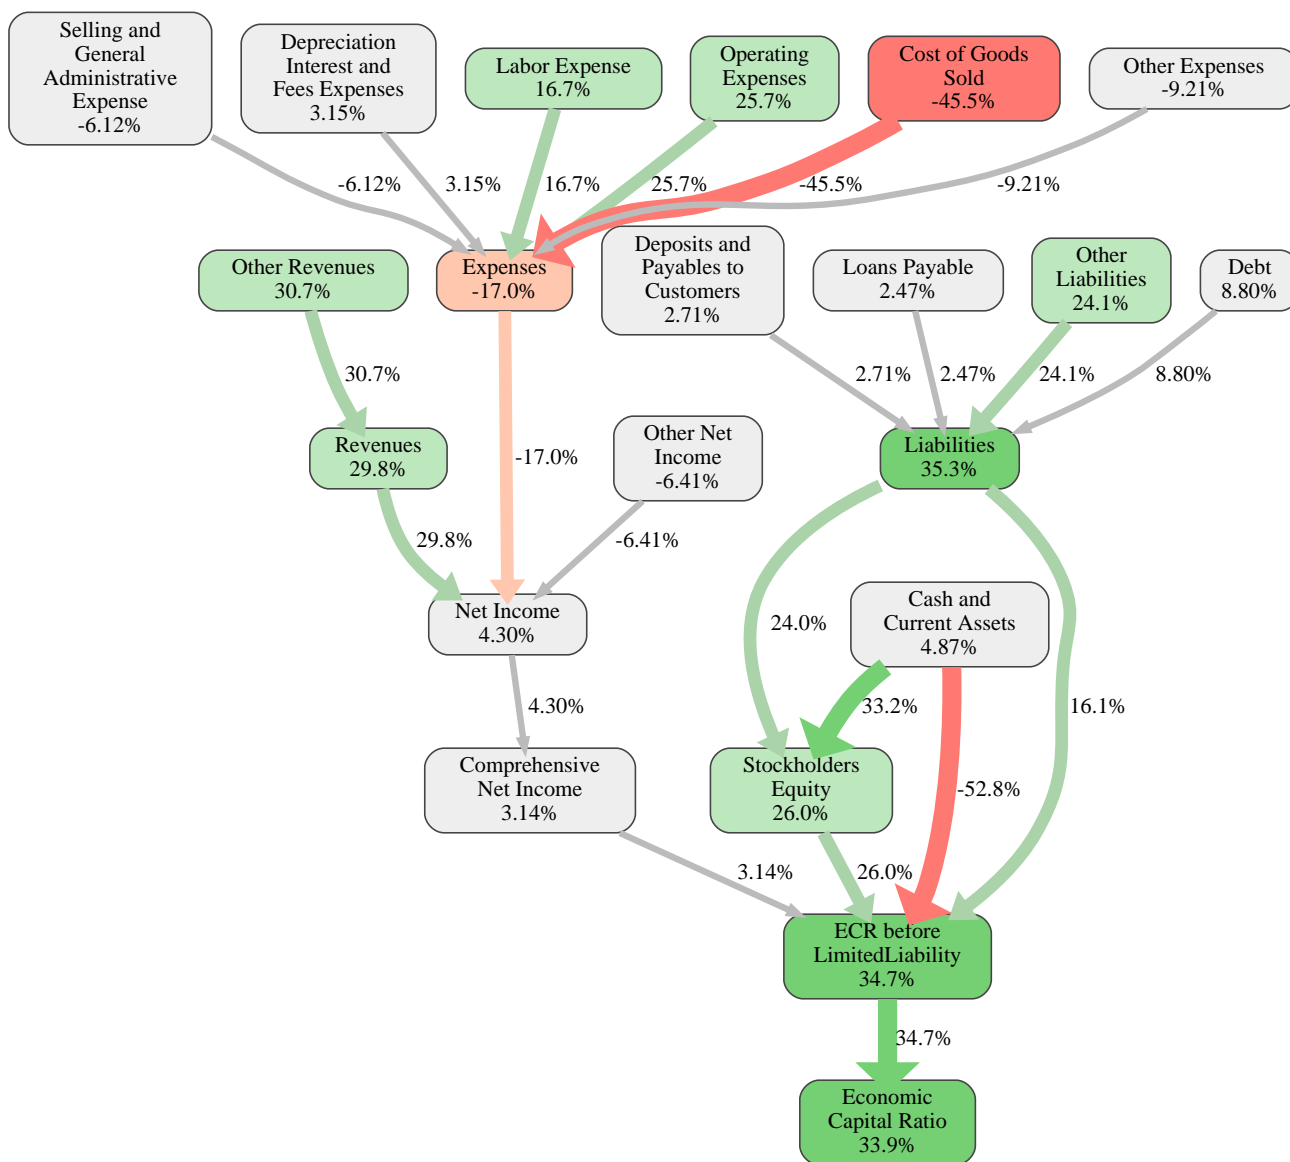 Selling and
General
Administrative
Expense
-6.12%
Depreciation
Interest and
Fees Expenses
3.15%
Labor Expense
16.7%
Operating
Expenses
25.7%
Cost of Goods
Sold
-45.5%
Other Expenses
-9.21%
-6.12%
3.15%
16.7%
25.7%
-45.5%
-9.21%
Other Revenues
30.7%
Expenses
-17.0%
Deposits and
Payables to
Customers
2.71%
Loans Payable
2.47%
Other
Liabilities
24.1%
Debt
8.80%
30.7%
2.71%
2.47%
24.1%
8.80%
Revenues
29.8%
-17.0%
Other Net
Income
-6.41%
Liabilities
35.3%
29.8%
-6.41%
Net Income
4.30%
24.0%
Cash and
Current Assets
4.87%
4.30%
33.2%
16.1%
Comprehensive
Net Income
3.14%
Stockholders
Equity
26.0%
-52.8%
3.14%
26.0%
ECR before
LimitedLiability
34.7%
34.7%
Economic
Capital Ratio
33.9%